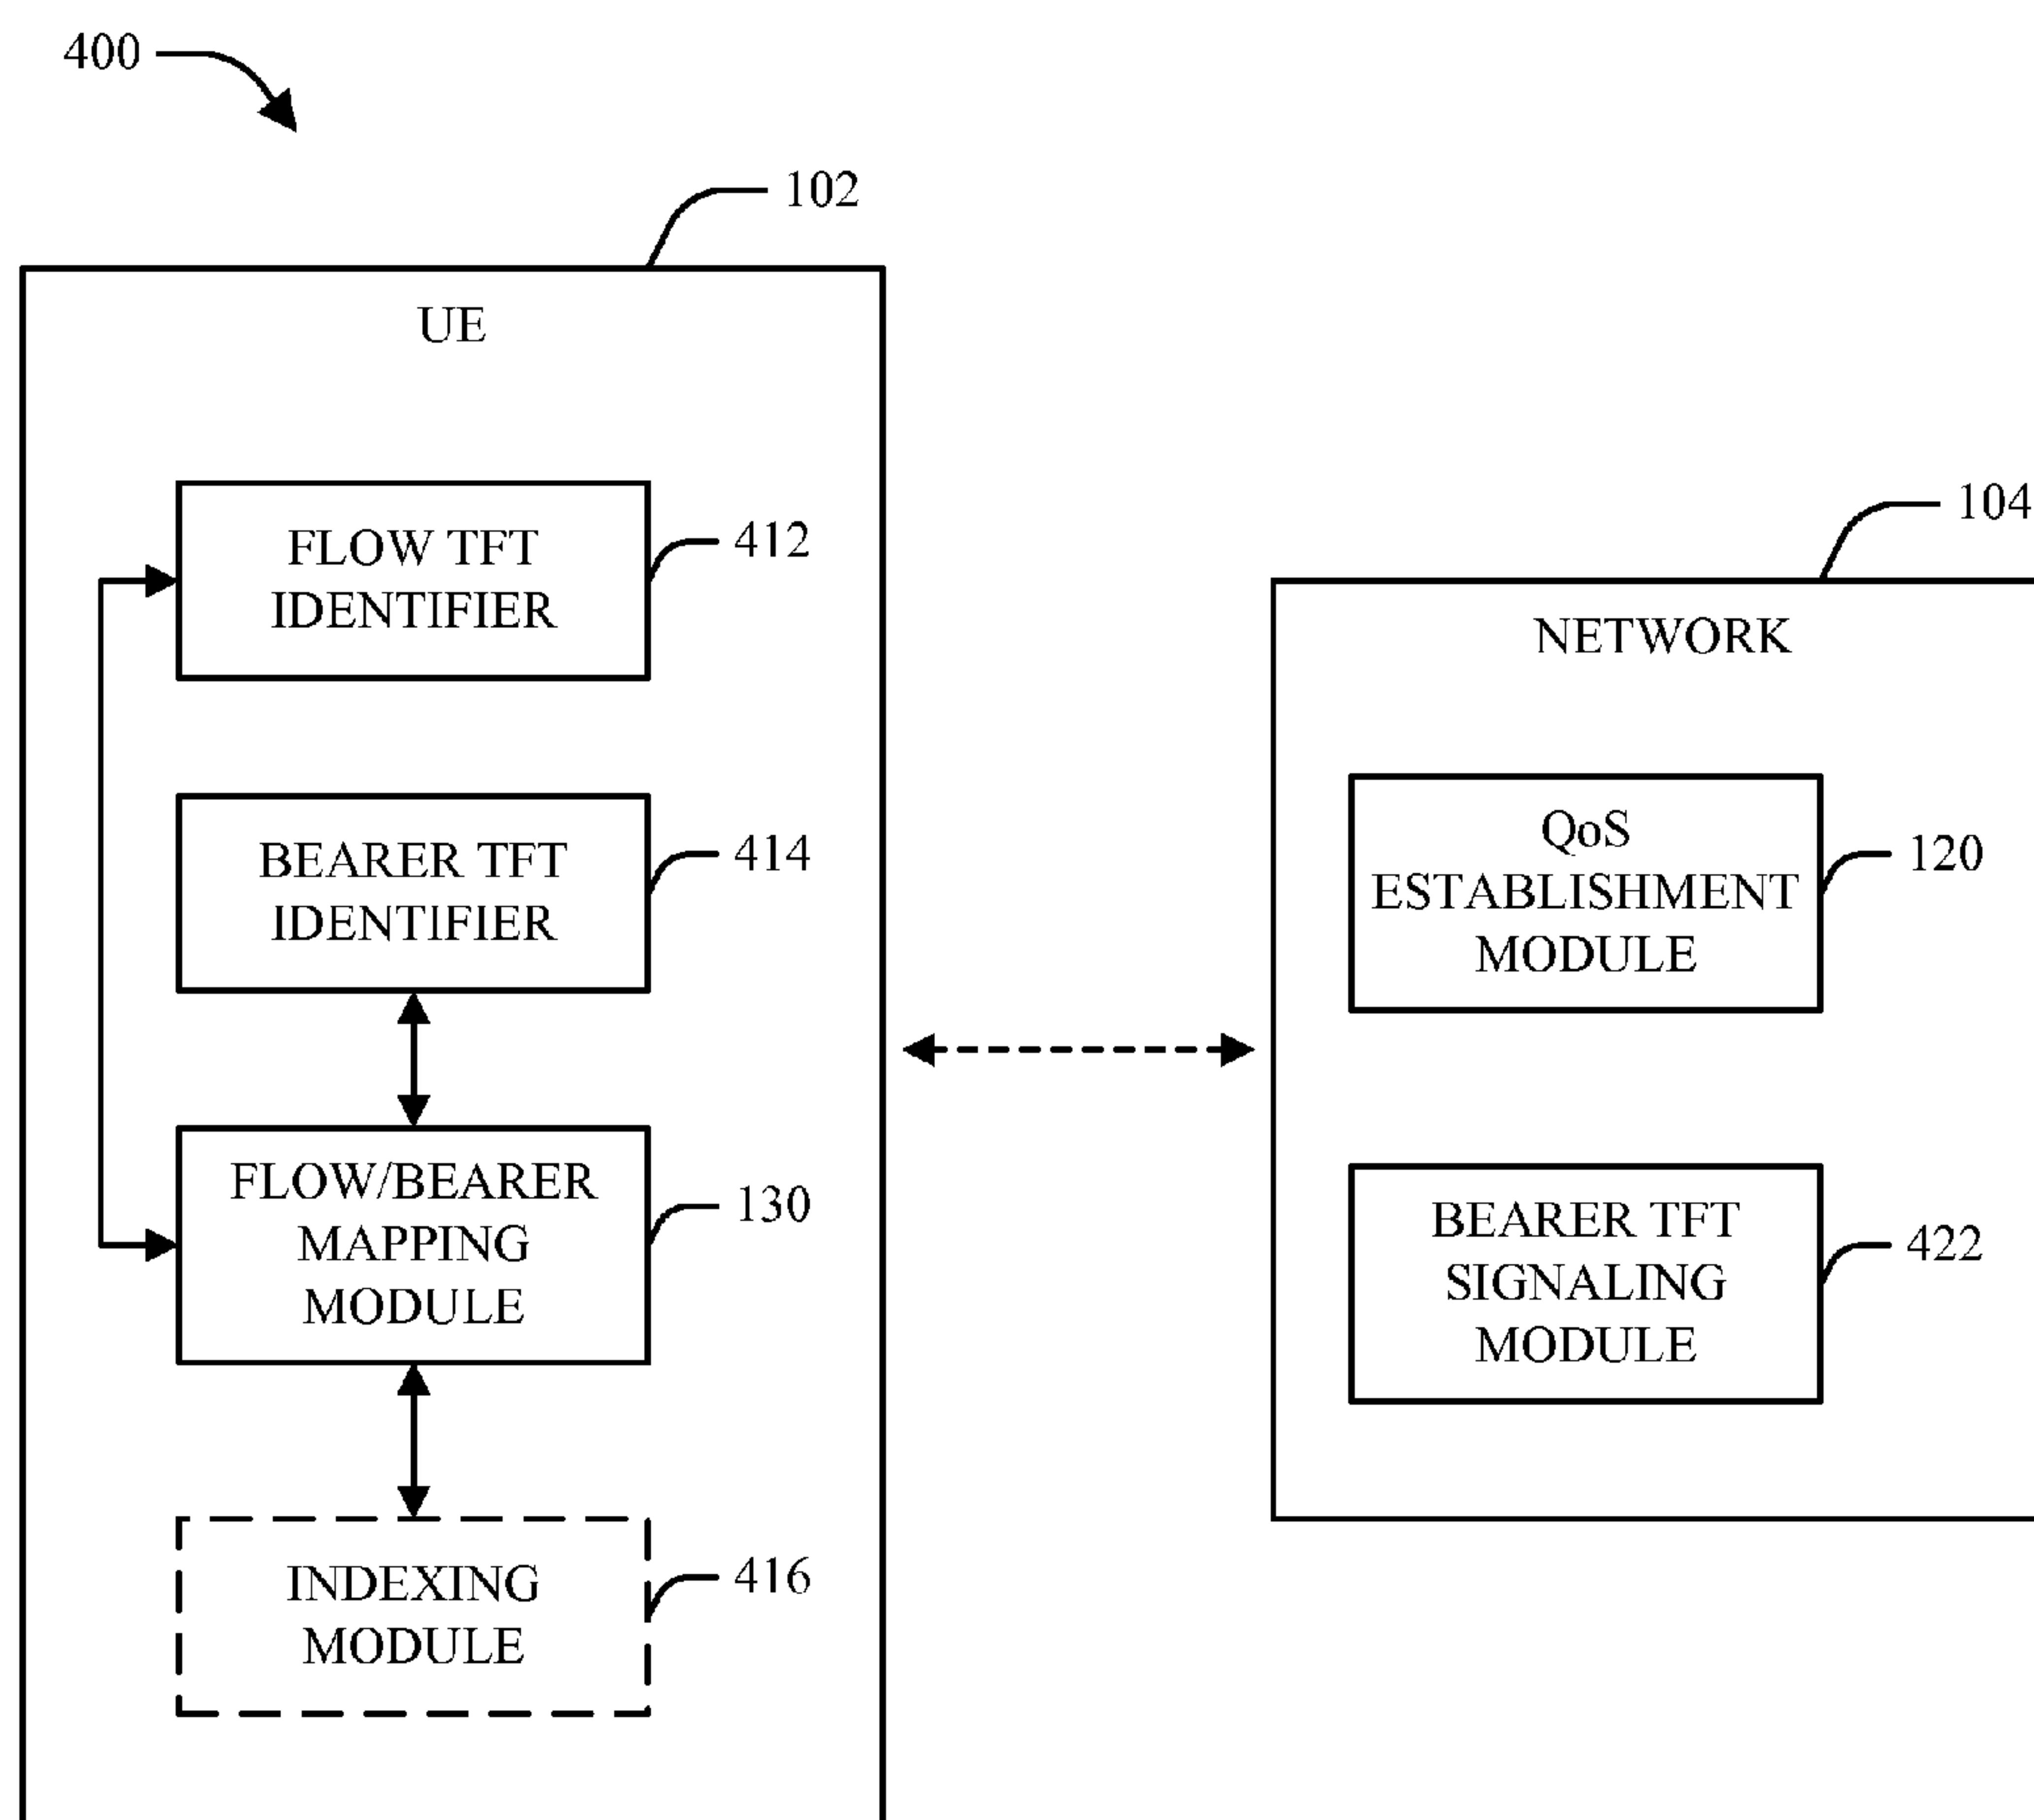 400
102
UE
FLOW TFT
IDENTIFIER
412
BEARER TFT
IDENTIFIER
414
FLOW/BEARER
MAPPING
MODULE
130
INDEXING
MODULE
416
104
NETWORK
QoS
ESTABLISHMENT
MODULE
120
BEARER TFT
SIGNALING
MODULE
422